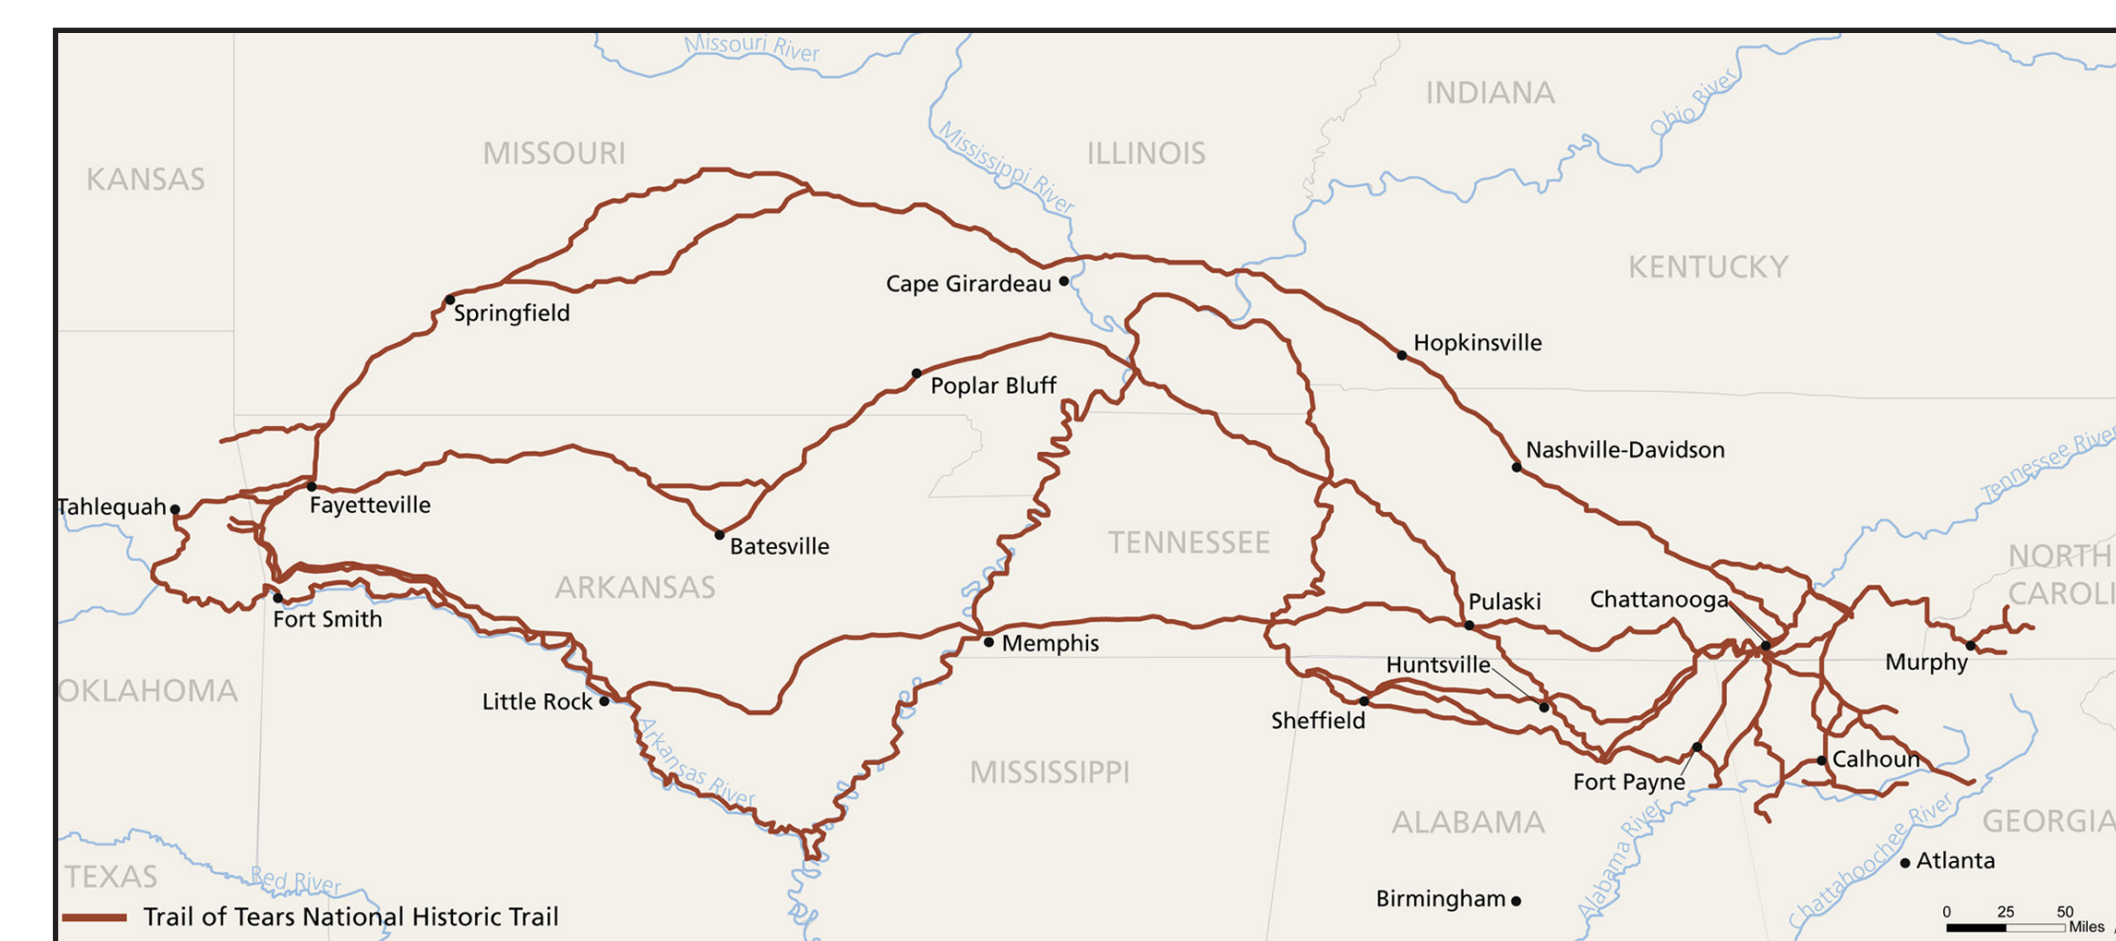 Missouri River
INDIANA
Ohio River
MISSOURI
Mississippi River
ILLINOIS
KANSAS
KENTUCKY
Cape Girardeau
Springfield
Hopkinsville
Poplar Bluff
Nashville-Davidson
Tennessee River
Tahlequah
Fayetteville
Batesville
TENNESSEE
NORTH
CAROLI
ARKANSAS
Fort Smith
Pulaski
Chattanooga
Memphis
Huntsville
Murphy
OKLAHOMA
Little Rock
Sheffield
Arkansas River
MISSISSIPPI
Calhoun
Fort Payne
ALABAMA
Alabama River
Chattahoochee River
GEORGIA
TEXAS
Red River
Atlanta
Birmingham
Trail of Tears National Historic Trail
0 25 50
Miles